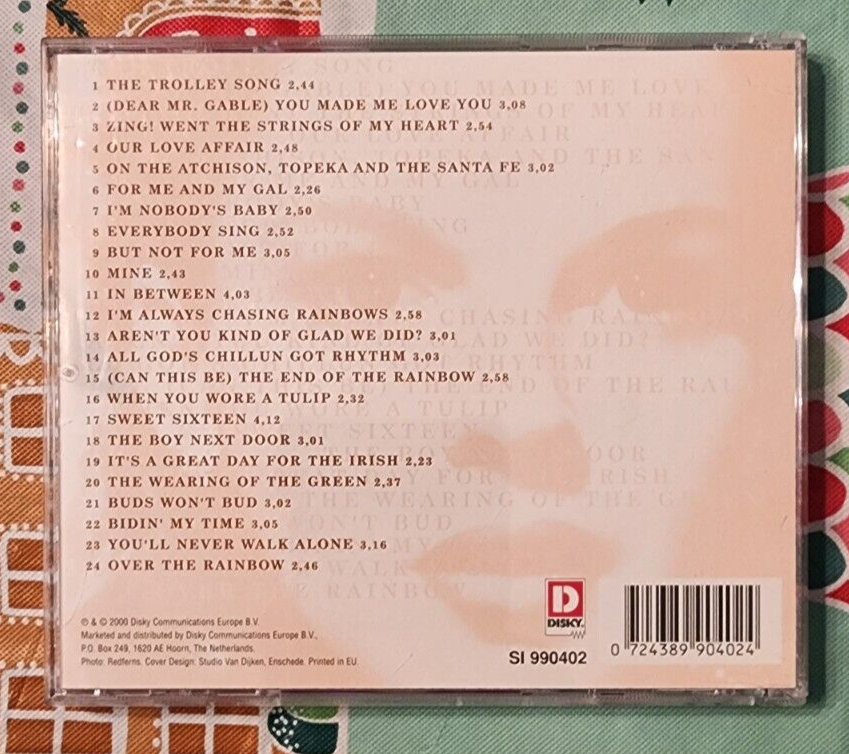 1 THE TROLLEY SONG 2,44
2 (DEAR MR. GABLE) YOU MADE ME LOVE YOU 3,08
3 ZING! WENT THE STRINGS OF MY HEART 2,54
4 OUR LOVE AFFAIR 2,48
5 ON THE ATCHISON, TOPEKA AND THE SANTA FE 3,02
6 FOR ME AND MY GAL 2,26
7 I'M NOBODY'S BABY 2,50
8 EVERYBODY SING 2,52
9 BUT NOT FOR ME 3,05
10 MINE 2,43
11 IN BETWEEN 4,03
12 I'M ALWAYS CHASING RAINBOWS 2,58
13 AREN'T YOU KIND OF GLAD WE DID? 3,01
14 ALL GOD'S CHILLUN GOT RHYTHM 3,03
15 (CAN THIS BE) THE END OF THE RAINBOW 2,58
16 WHEN YOU WORE A TULIP 2,32
17 SWEET SIXTEEN 4,12
18 THE BOY NEXT DOOR 3,01
19 IT'S A GREAT DAY FOR THE IRISH 2,23
20 THE WEARING OF THE GREEN 2,37
21 BUDS WON'T BUD 3,02
22 BIDIN' MY TIME 3,05
23 YOU'LL NEVER WALK ALONE 3,16
24 OVER THE RAINBOW 2,46
℗ & © 2000 Disky Communications Europe B.V.
Marketed and distributed by Disky Communications Europe B.V.,
P.O. Box 249, 1620 AE Hoorn, The Netherlands.
Photo: Redferns. Cover Design: Studio Van Dijken, Enschede. Printed in EU.
D
DISKY
SI 990402
0 724389 904024